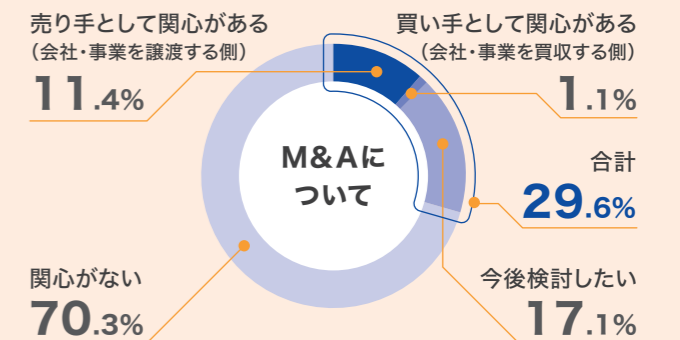 売り手として関心がある
（会社・事業を譲渡する側）
11.4%
買い手として関心がある
（会社・事業を買収する側）
1.1%
M&Aに
ついて
合計
29.6%
関心がない
70.3%
今後検討したい
17.1%